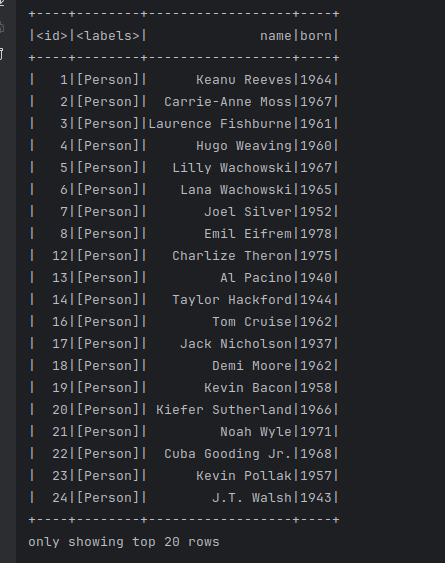 +----+--------+------------------+----+
|<id>|<labels>|              name|born|
+----+--------+------------------+----+
|   1|[Person]|      Keanu Reeves|1964|
|   2|[Person]|  Carrie-Anne Moss|1967|
|   3|[Person]|Laurence Fishburne|1961|
|   4|[Person]|      Hugo Weaving|1960|
|   5|[Person]|   Lilly Wachowski|1967|
|   6|[Person]|    Lana Wachowski|1965|
|   7|[Person]|       Joel Silver|1952|
|   8|[Person]|       Emil Eifrem|1978|
|  12|[Person]|   Charlize Theron|1975|
|  13|[Person]|         Al Pacino|1940|
|  14|[Person]|   Taylor Hackford|1944|
|  16|[Person]|        Tom Cruise|1962|
|  17|[Person]|    Jack Nicholson|1937|
|  18|[Person]|        Demi Moore|1962|
|  19|[Person]|       Kevin Bacon|1958|
|  20|[Person]| Kiefer Sutherland|1966|
|  21|[Person]|         Noah Wyle|1971|
|  22|[Person]|  Cuba Gooding Jr.|1968|
|  23|[Person]|      Kevin Pollak|1957|
|  24|[Person]|        J.T. Walsh|1943|
+----+--------+------------------+----+
only showing top 20 rows